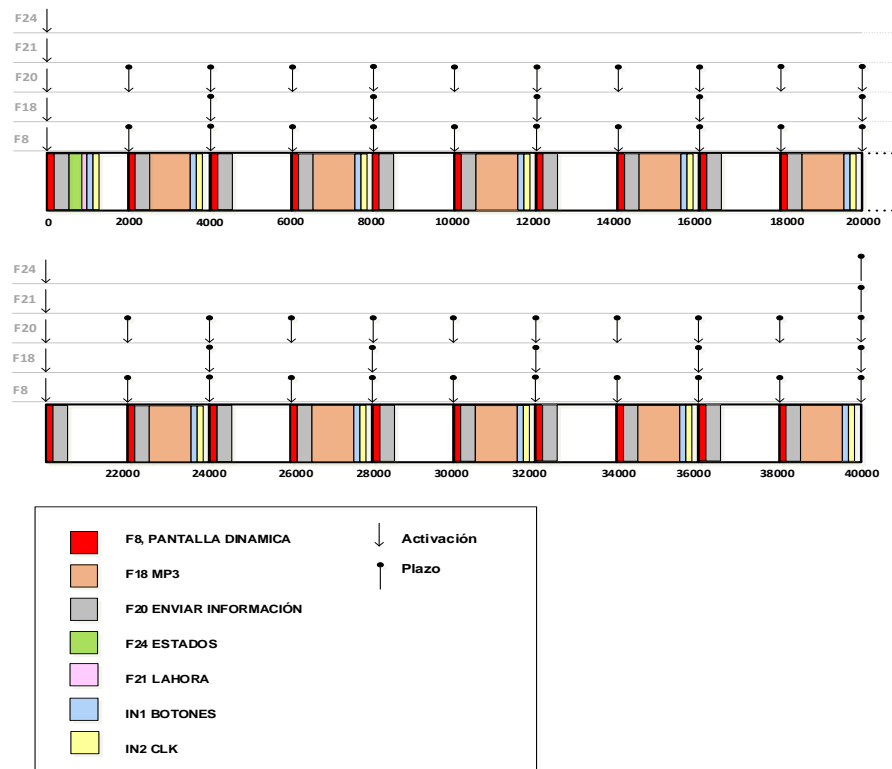 F24
F21
F20
F18
F8
0 2000 4000 6000 8000 10000 12000 14000 16000 18000 20000
F24
F21
F20
F18
F8
22000 24000 26000 28000 30000 32000 34000 36000 38000 40000
F8, PANTALLA DINAMICA
Activación
F18 MP3
Plazo
F20 ENVIAR INFORMACIÓN
F24 ESTADOS
F21 LAHORA
IN1 BOTONES
IN2 CLK